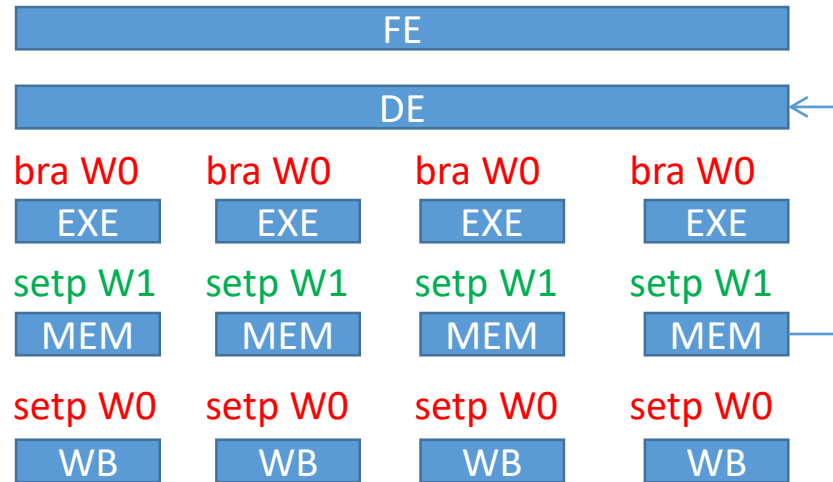 FE
DE
bra W0 bra W0 bra W0 bra W0
EXE EXE EXE EXE
setp W1 setp W1 setp W1 setp W1
MEM MEM MEM MEM
setp W0 setp W0 setp W0 setp W0
WB WB WB WB